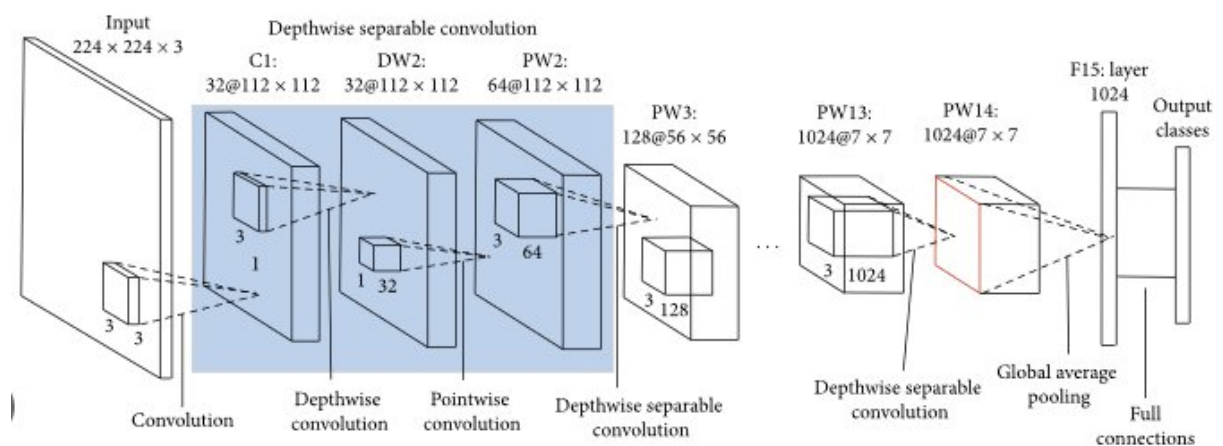 Input
224 × 224 × 3
Depthwise separable convolution
C1:
32@112 × 112
DW2:
32@112 × 112
PW2:
64@112 × 112
PW3:
128@56 × 56
PW13:
1024@7 × 7
PW14:
1024@7 × 7
F15: layer
1024
Output
classes
3
3
3
1
1
32
3
64
3
128
...
3
1024
Convolution
Depthwise
convolution
Pointwise
convolution
Depthwise separable
convolution
Depthwise separable
convolution
Global average
pooling
Full
connections